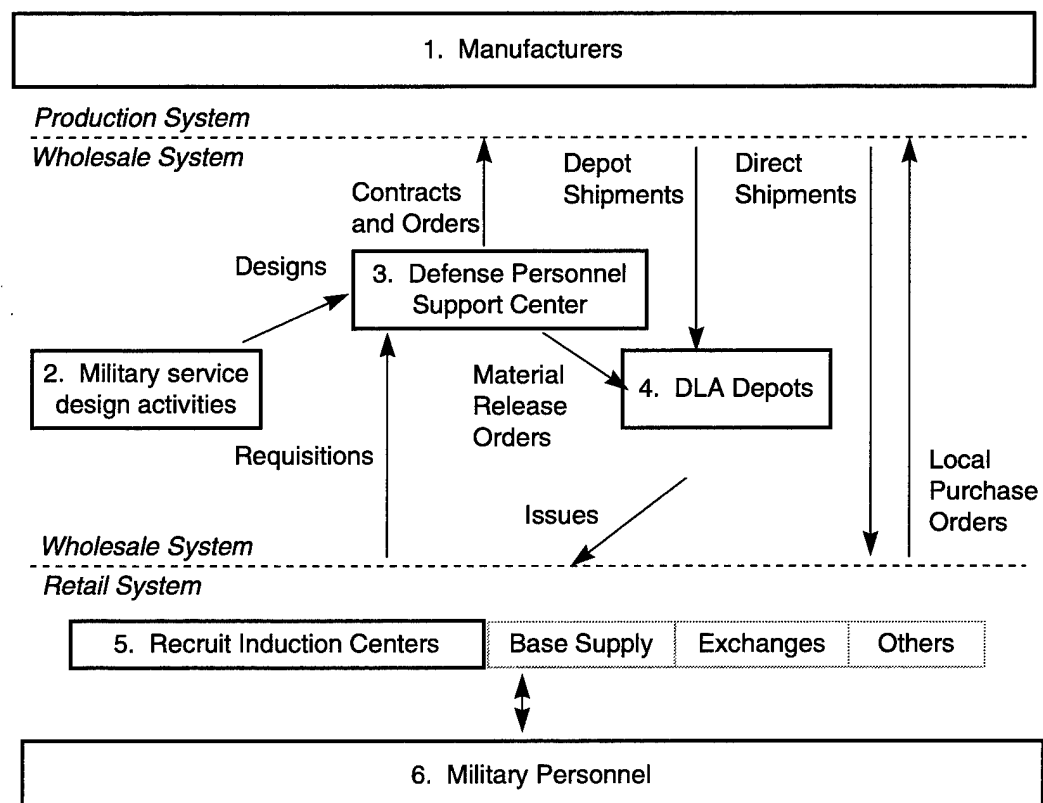 1. Manufacturers
Production System
Wholesale System
Depot
Shipments
Direct
Shipments
Contracts
and Orders
Designs
3. Defense Personnel
Support Center
2. Military service
design activities
Material
Release
Orders
4. DLA Depots
Requisitions
Local
Purchase
Orders
Issues
Wholesale System
Retail System
5. Recruit Induction Centers
Base Supply
Exchanges
Others
6. Military Personnel